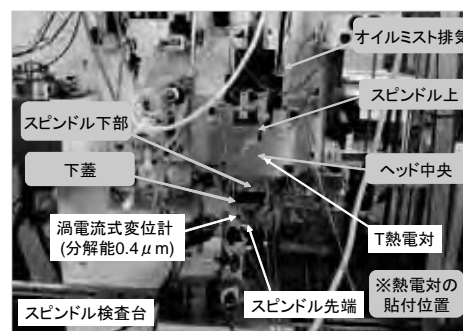 オイルミスト排気
スピンドル上
スピンドル下部
下蓋
ヘッド中央
渦電流式変位計
(分解能0.4μm)
T熱電対
※熱電対の
貼付位置
スピンドル検査台
スピンドル先端